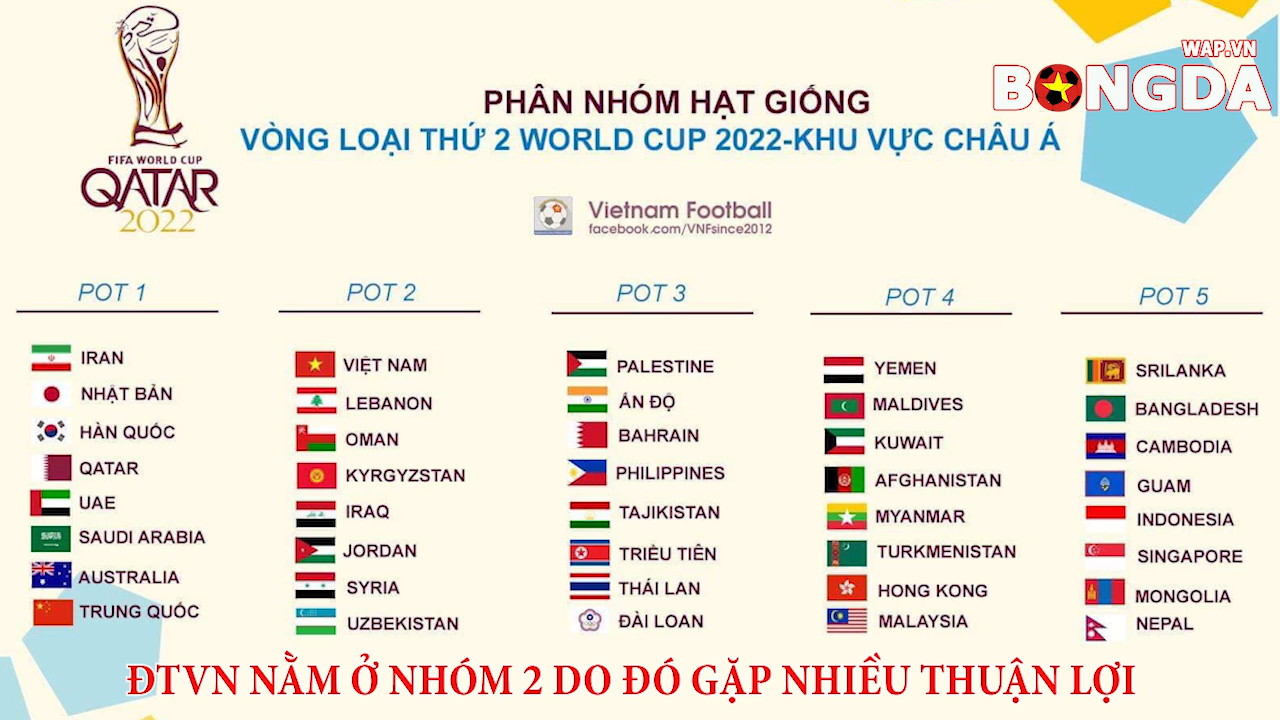 WAP.VN
BONGDA
PHÂN NHÓM HẠT GIỐNG
VÒNG LOẠI THỨ 2 WORLD CUP 2022-KHU VỰC CHÂU Á
FIFA WORLD CUP
QATAR
2022
Vietnam Football
facebook.com/VNFsince2012
POT 1
IRAN
NHẬT BẢN
HÀN QUỐC
QATAR
UAE
SAUDI ARABIA
AUSTRALIA
TRUNG QUỐC
POT 2
VIỆT NAM
LEBANON
OMAN
KYRGYZSTAN
IRAQ
JORDAN
SYRIA
UZBEKISTAN
POT 3
PALESTINE
ẤN ĐỘ
BAHRAIN
PHILIPPINES
TAJIKISTAN
TRIỀU TIÊN
THÁI LAN
ĐÀI LOAN
POT 4
YEMEN
MALDIVES
KUWAIT
AFGHANISTAN
MYANMAR
TURKMENISTAN
HONG KONG
MALAYSIA
POT 5
SRILANKA
BANGLADESH
CAMBODIA
GUAM
INDONESIA
SINGAPORE
MONGOLIA
NEPAL
ĐTVN NẰM Ở NHÓM 2 DO ĐÓ GẶP NHIỀU THUẬN LỢI